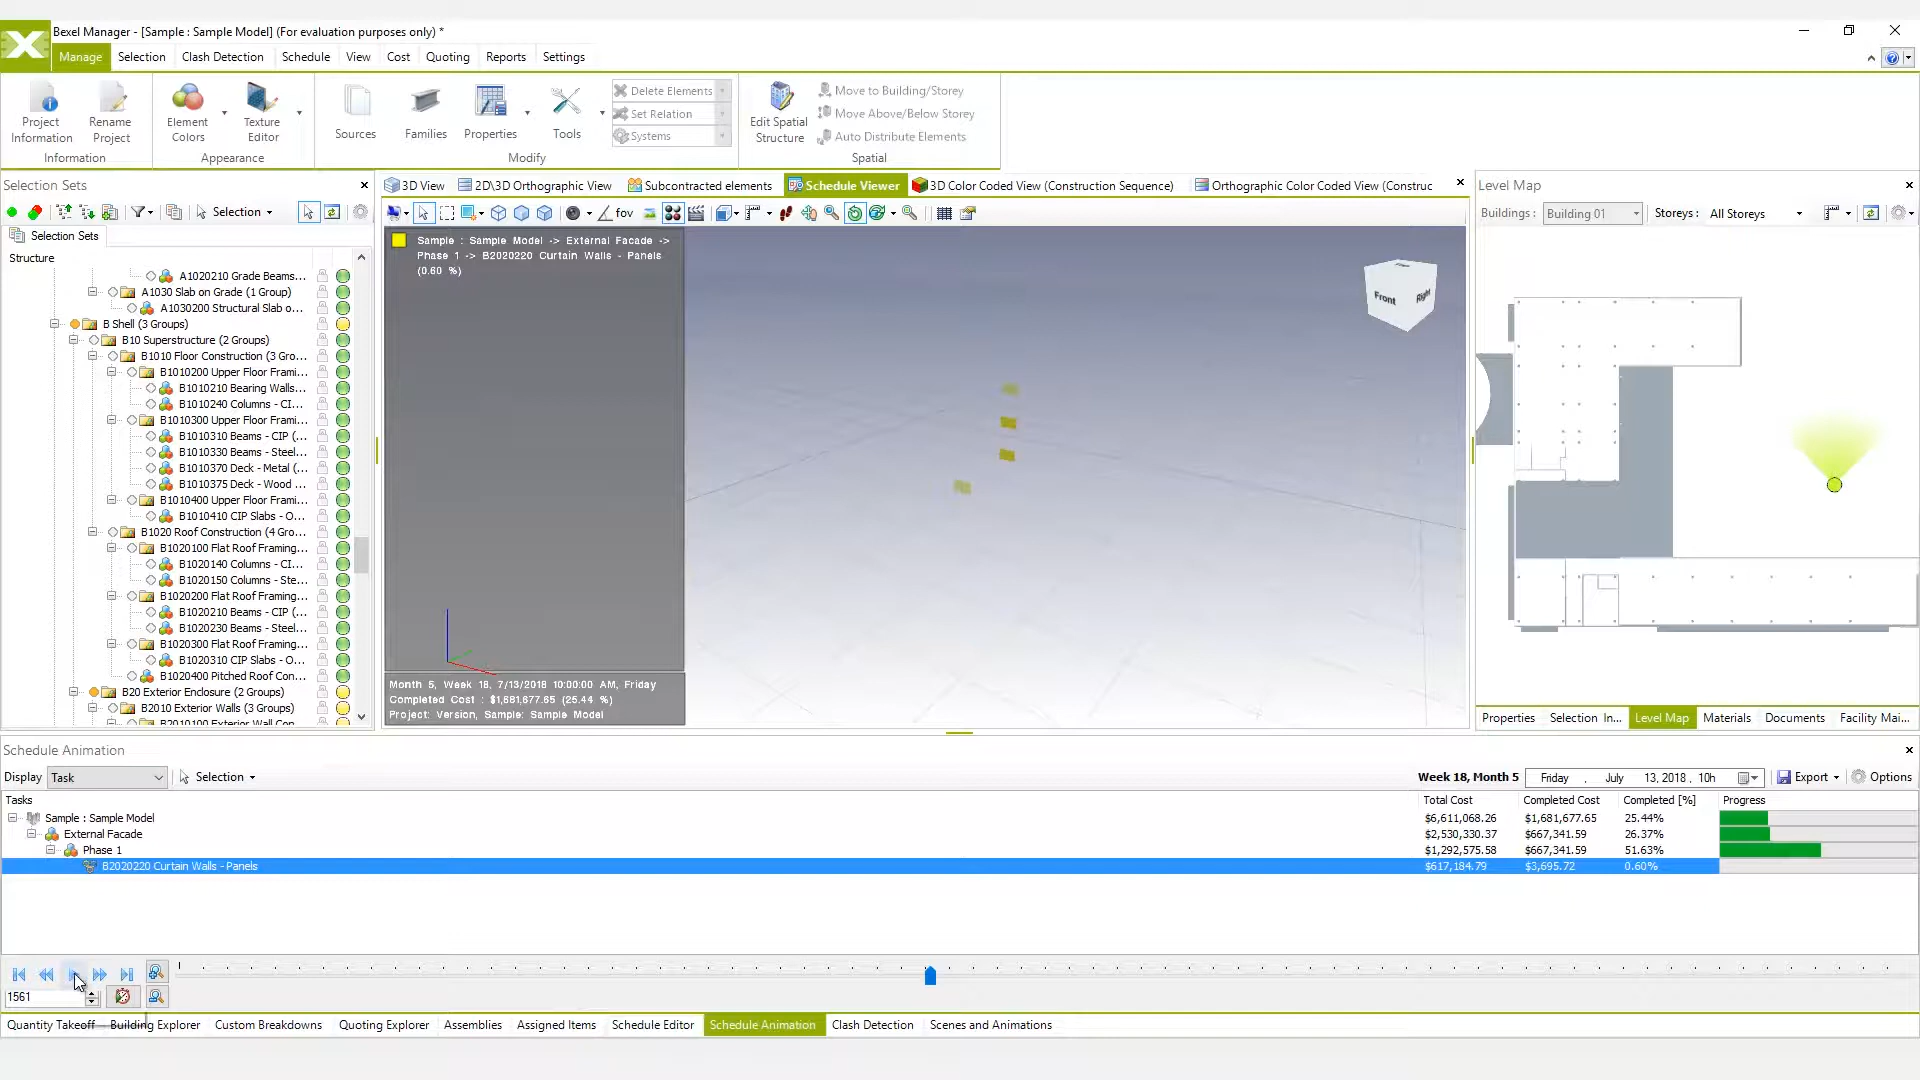 Bexel Manager - [Sample : Sample Model] (For evaluation purposes only) *
Manage Selection Clash Detection Schedule View Cost Quoting Reports Settings
Project Information
Rename Project
Information
Element Colors
Texture Editor
Appearance
Sources
Families
Properties
Tools
Delete Elements
Set Relation
Systems
Modify
Edit Spatial Structure
Move to Building/Storey
Move Above/Below Storey
Auto Distribute Elements
Spatial
Selection Sets
Selection
Selection Sets
Structure
A1020210 Grade Beams...
A1030 Slab on Grade (1 Group)
A1030200 Structural Slab o...
B Shell (3 Groups)
B10 Superstructure (2 Groups)
B1010 Floor Construction (3 Gro...
B1010200 Upper Floor Frami...
B1010210 Bearing Walls...
B1010240 Columns - CI...
B1010300 Upper Floor Frami...
B1010310 Beams - CIP (...
B1010330 Beams - Steel...
B1010370 Deck - Metal (...
B1010375 Deck - Wood ...
B1010400 Upper Floor Frami...
B1010410 CIP Slabs - O...
B1020 Roof Construction (4 Gro...
B1020100 Flat Roof Framing...
B1020140 Columns - CI...
B1020150 Columns - Ste...
B1020200 Flat Roof Framing...
B1020210 Beams - CIP (...
B1020230 Beams - Steel...
B1020300 Flat Roof Framing...
B1020310 CIP Slabs - O...
B1020400 Pitched Roof Con...
B20 Exterior Enclosure (2 Groups)
B2010 Exterior Walls (3 Groups)
B2010100 Exterior Wall Con...
3D View 2D\3D Orthographic View Subcontracted elements Schedule Viewer 3D Color Coded View (Construction Sequence) Orthographic Color Coded View (Construc
fov
Sample : Sample Model -> External Facade ->
Phase 1 -> B2020220 Curtain Walls - Panels
(0.60 %)
Front Right
Month 5, Week 18, 7/13/2018 10:00:00 AM, Friday
Completed Cost : $1,681,677.65 (25.44 %)
Project: Version, Sample: Sample Model
Level Map
Buildings : Building 01 Storeys : All Storeys
Properties Selection In... Level Map Materials Documents Facility Mai...
Schedule Animation
Display Task Selection
Week 18, Month 5 Friday , July 13, 2018 , 10h Export Options
Tasks Total Cost Completed Cost Completed [%] Progress
Sample : Sample Model $6,611,068.26 $1,681,677.65 25.44%
External Facade $2,530,330.37 $667,341.59 26.37%
Phase 1 $1,292,575.58 $667,341.59 51.63%
B2020220 Curtain Walls - Panels $617,184.79 $3,695.72 0.60%
1561
Quantity Takeoff Building Explorer Custom Breakdowns Quoting Explorer Assemblies Assigned Items Schedule Editor Schedule Animation Clash Detection Scenes and Animations